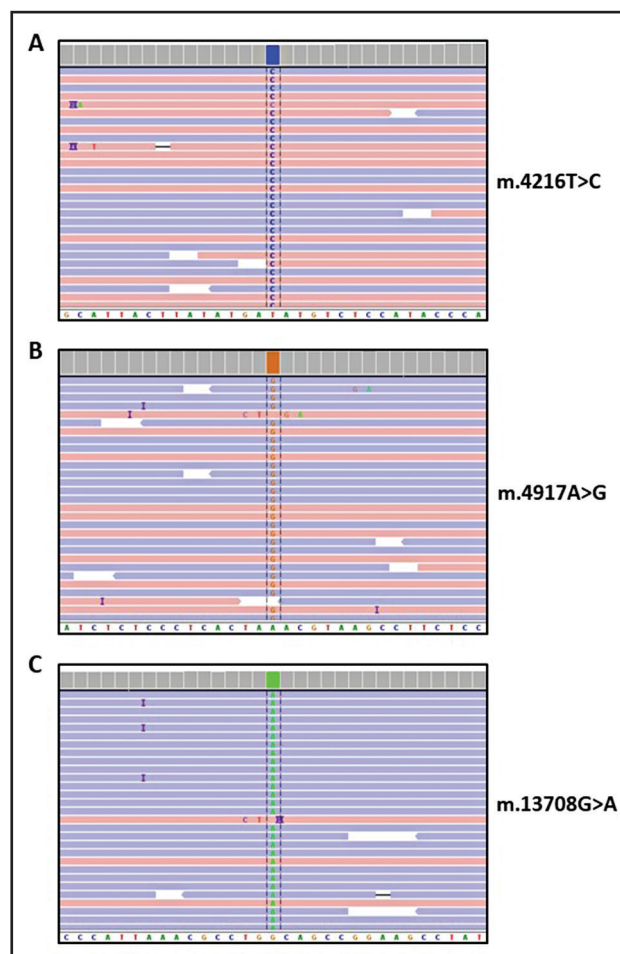 A
m.4216T>C
G C A T T A C T T A T A T G A T A T G T C T C C A T A C C C A
B
m.4917A>G
A T C T C T C C C T C A C T A A A C G T A A G C C T T C T C C
C
m.13708G>A
C C C A T T A A A C G C C T G G C A G C C G G A A G C C T A T